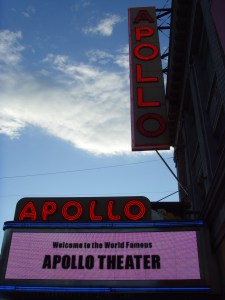 APOLLO
APOLLO
Welcome to the World Famous
APOLLO THEATER